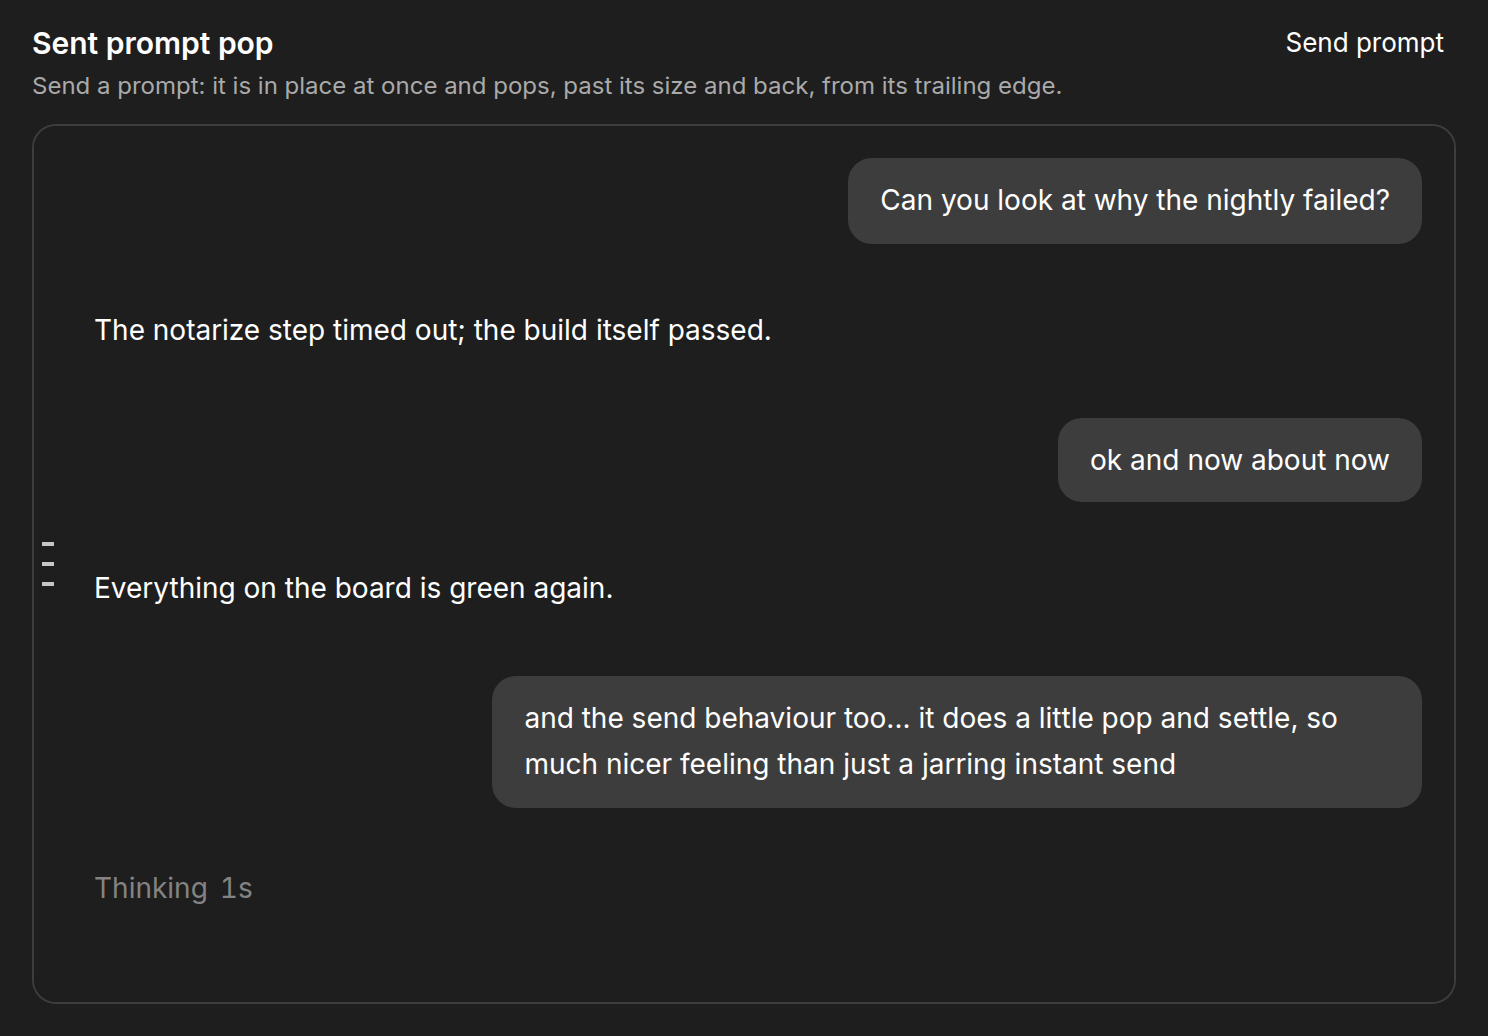 Sent prompt pop
Send prompt
Send a prompt: it is in place at once and pops, past its size and back, from its trailing edge.
Can you look at why the nightly failed?
The notarize step timed out; the build itself passed.
ok and now about now
Everything on the board is green again.
and the send behaviour too... it does a little pop and settle, so
much nicer feeling than just a jarring instant send
Thinking 1s